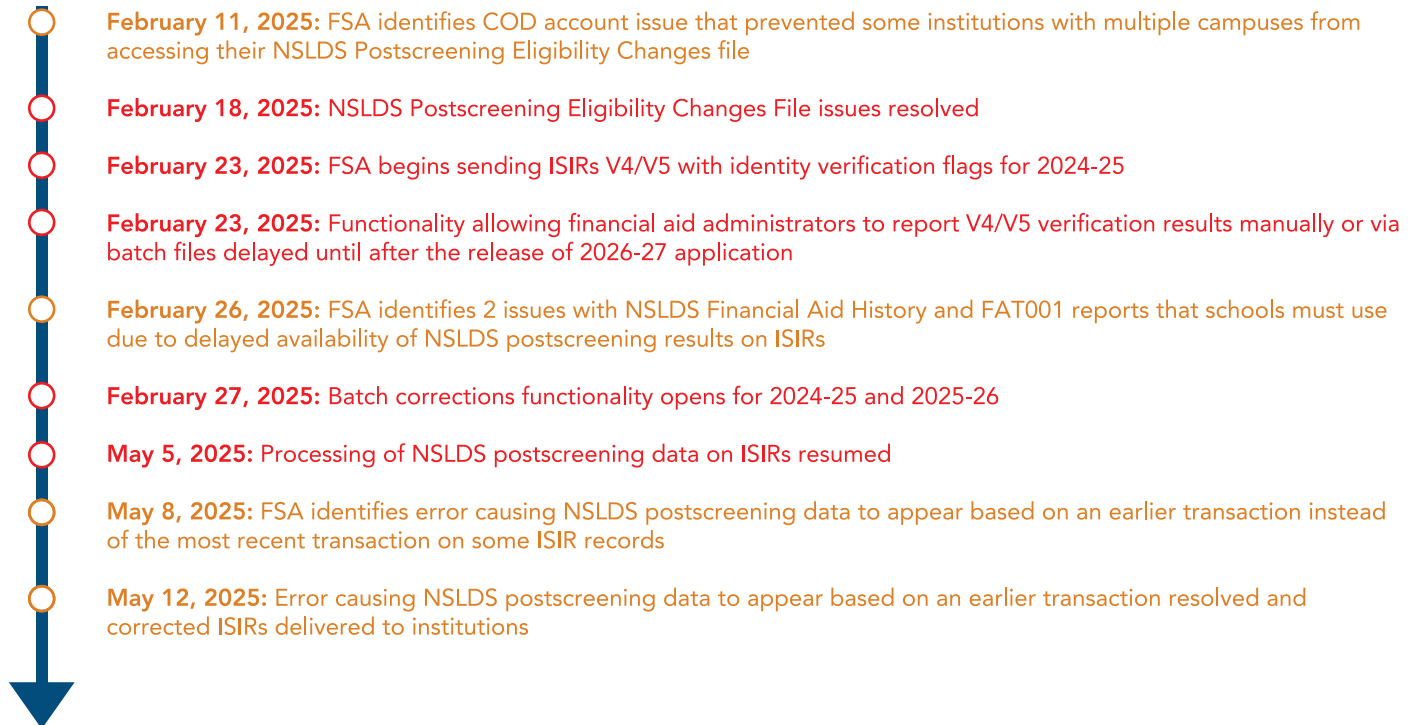 February 11, 2025: FSA identifies COD account issue that prevented some institutions with multiple campuses from
accessing their NSLDS Postscreening Eligibility Changes file
February 18, 2025: NSLDS Postscreening Eligibility Changes File issues resolved
February 23, 2025: FSA begins sending ISIRs V4/V5 with identity verification flags for 2024-25
February 23, 2025: Functionality allowing financial aid administrators to report V4/V5 verification results manually or via
batch files delayed until after the release of 2026-27 application
February 26, 2025: FSA identifies 2 issues with NSLDS Financial Aid History and FAT001 reports that schools must use
due to delayed availability of NSLDS postscreening results on ISIRs
February 27, 2025: Batch corrections functionality opens for 2024-25 and 2025-26
May 5, 2025: Processing of NSLDS postscreening data on ISIRs resumed
May 8, 2025: FSA identifies error causing NSLDS postscreening data to appear based on an earlier transaction instead
of the most recent transaction on some ISIR records
May 12, 2025: Error causing NSLDS postscreening data to appear based on an earlier transaction resolved and
corrected ISIRs delivered to institutions